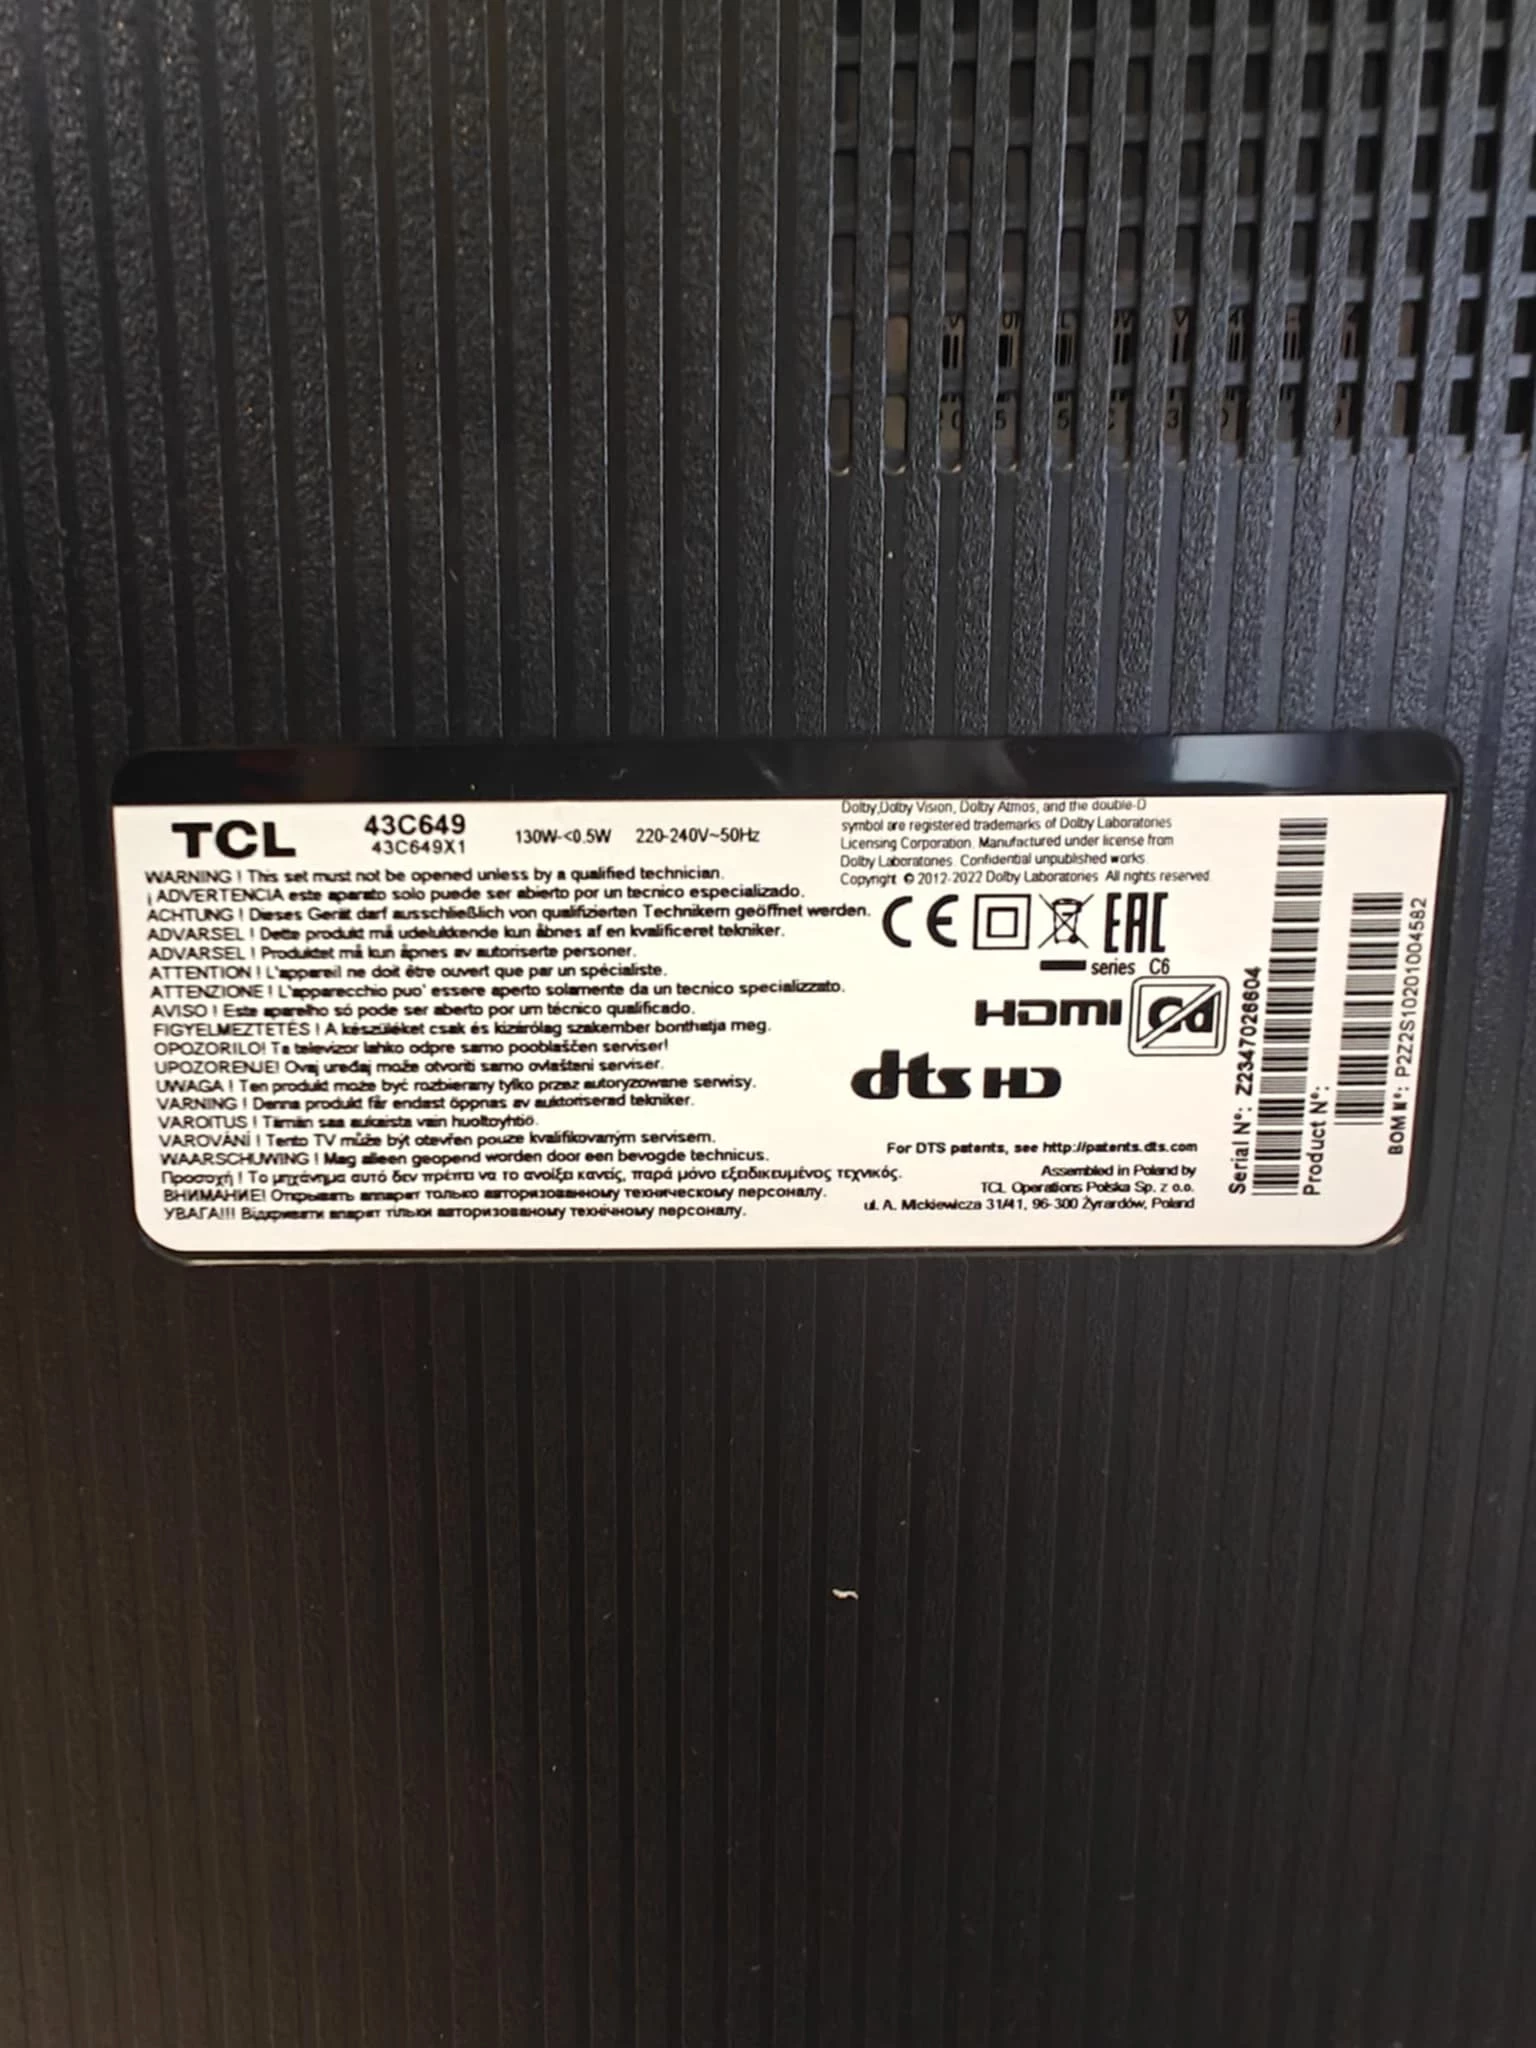 TCL
43C649
43C649X1
130W-<0.5W 220-240V~50Hz
WARNING ! This set must not be opened unless by a qualified technician.
¡ ADVERTENCIA este aparato solo puede ser abierto por un tecnico especializado.
ACHTUNG ! Dieses Gerät darf ausschließlich von qualifizierten Technikern geöffnet werden.
ADVARSEL ! Dette produkt må udelukkende kun åbnes af en kvalificeret tekniker.
ADVARSEL ! Produktet må kun åpnes av autoriserte personer.
ATTENTION ! L'appareil ne doit être ouvert que par un spécialiste.
ATTENZIONE ! L'apparecchio puo' essere aperto solamente da un tecnico specializzato.
AVISO ! Este aparelho só pode ser aberto por um técnico qualificado.
FIGYELMEZTETÉS ! A készüléket csak és kizárólag szakember bonthatja meg.
OPOZORILO! Ta televizor lahko odpre samo pooblaščen serviser!
UPOZORENJE! Ovaj uređaj može otvoriti samo ovlašteni serviser.
UWAGA ! Ten produkt może być rozbierany tylko przez autoryzowane serwisy.
VARNING ! Denna produkt får endast öppnas av auktoriserad tekniker.
VAROITUS ! Tämän saa aukaista vain huoltoyhtiö.
VAROVÁNÍ ! Tento TV může být otevřen pouze kvalifikovaným servisem.
WAARSCHUWING ! Mag alleen geopend worden door een bevogde technicus.
Προσοχή ! Το μηχάνημα αυτό δεν πρέπει να το ανοίξει κανείς, παρά μόνο εξειδικευμένος τεχνικός.
ВНИМАНИЕ! Открывать аппарат только авторизованному техническому персоналу.
УВАГА!!! Відкривати апарат тільки авторизованому технічному персоналу.
Dolby,Dolby Vision, Dolby Atmos, and the double-D
symbol are registered trademarks of Dolby Laboratories
Licensing Corporation. Manufactured under license from
Dolby Laboratories. Confidential unpublished works.
Copyright © 2012-2022 Dolby Laboratories. All rights reserved.
CE EAC
series C6
HDMI Cd
dts HD
For DTS patents, see http://patents.dts.com
Assembled in Poland by
TCL Operations Polska Sp. z o.o.
ul. A. Mickiewicza 31/41, 96-300 Żyrardów, Poland
Serial N°: Z2347026604
Product N°:
BOM N°: P2Z2S10201004582